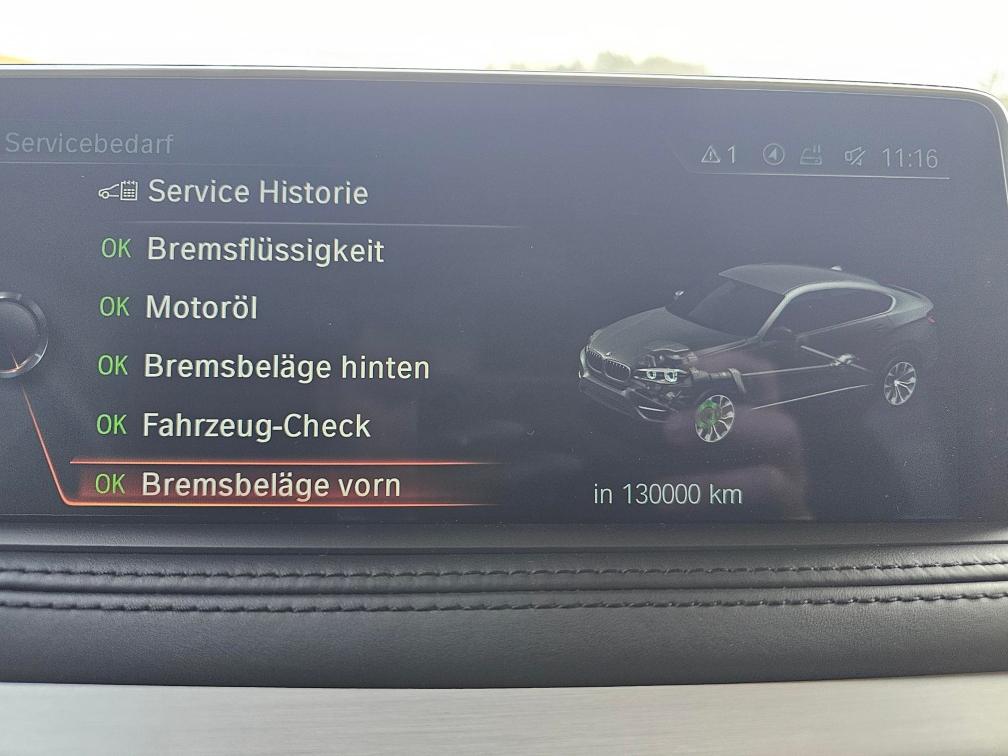 Servicebedarf
1 11:16
Service Historie
OK Bremsflüssigkeit
OK Motoröl
OK Bremsbeläge hinten
OK Fahrzeug-Check
OK Bremsbeläge vorn
in 130000 km